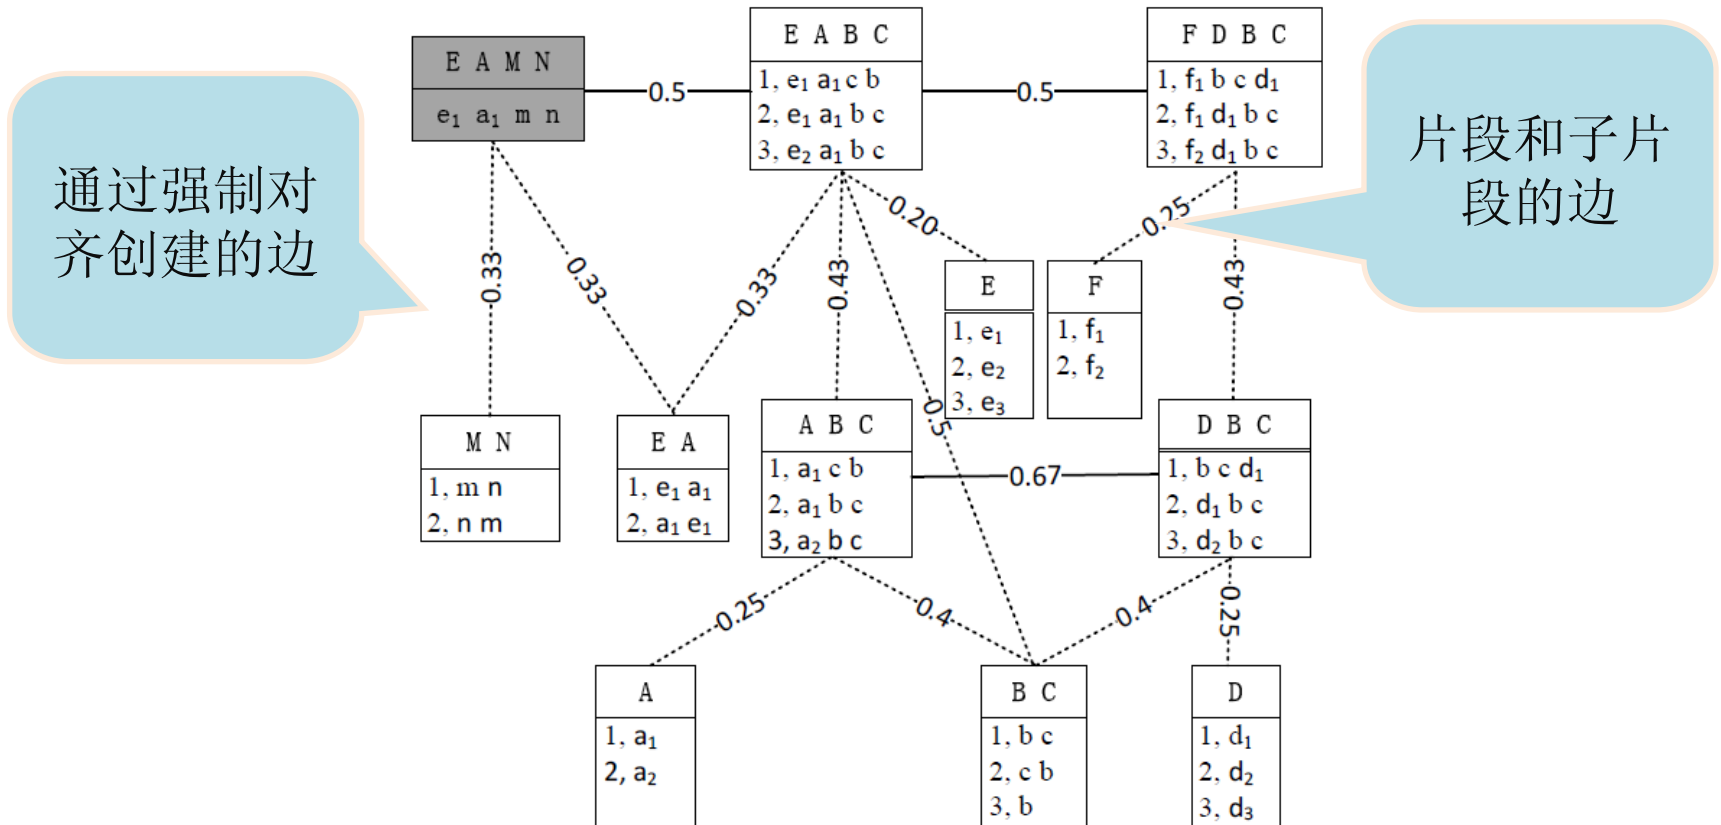 E A M N
e₁ a₁ m n
0.5
E A B C
1, e₁ a₁ c b
2, e₁ a₁ b c
3, e₂ a₁ b c
0.5
F D B C
1, f₁ b c d₁
2, f₁ d₁ b c
3, f₂ d₁ b c
通过强制对
齐创建的边
片段和子片
段的边
0.33
0.33
0.33
0.43
0.20
0.25
0.43
0.5
E
1, e₁
2, e₂
3, e₃
F
1, f₁
2, f₂
M N
1, m n
2, n m
E A
1, e₁ a₁
2, a₁ e₁
A B C
1, a₁ c b
2, a₁ b c
3, a₂ b c
0.67
D B C
1, b c d₁
2, d₁ b c
3, d₂ b c
0.25
0.4
0.4
0.25
A
1, a₁
2, a₂
B C
1, b c
2, c b
3, b
D
1, d₁
2, d₂
3, d₃